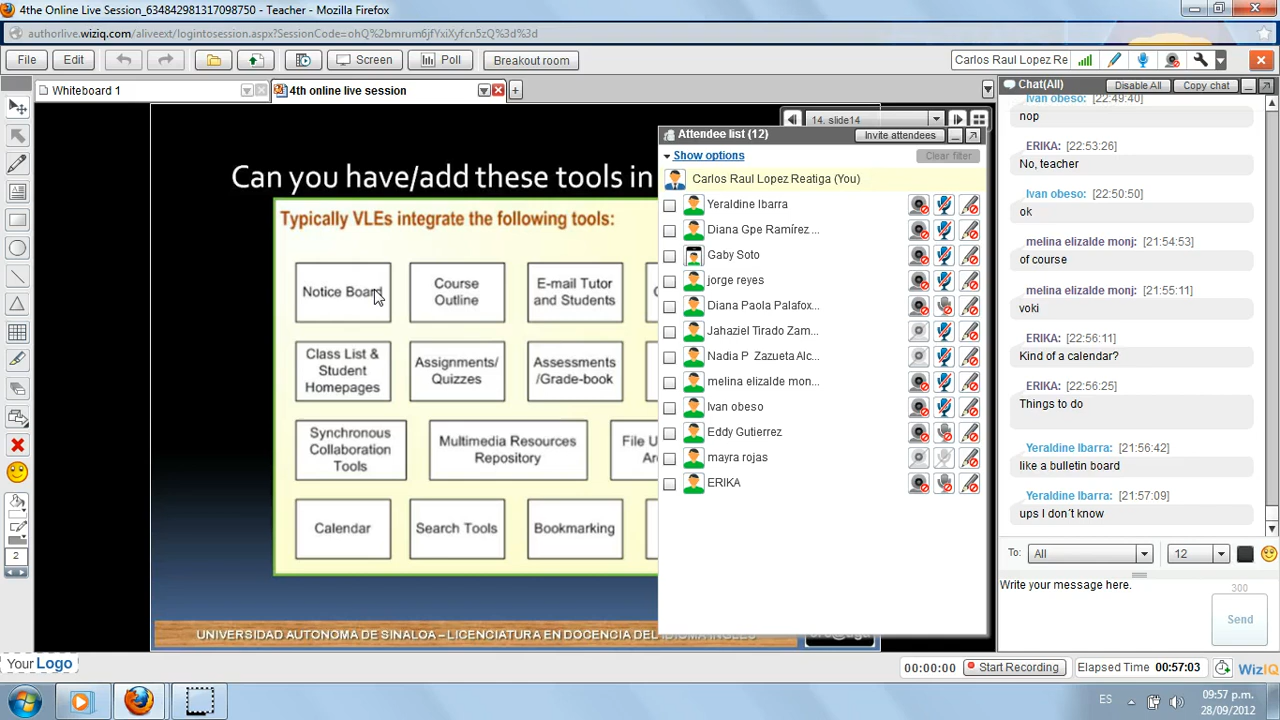 4the Online Live Session_634842981107098750 - Teacher - Mozilla Firefox
authorlive.wiziq.com/aliveext/logintosession.aspx?SessionCode=ohQ%2bmrum6jfYxiXyfcn5zQ%3d%3d
File Edit Screen Poll Breakout room Carlos Raul Lopez Re
Whiteboard 1 4th online live session
14. slide14
Can you have/add these tools in
Typically VLEs integrate the following tools:
Notice Board
Course
Outline
E-mail Tutor
and Students
Class List &
Student
Homepages
Assignments/
Quizzes
Assessments
/Grade-book
Synchronous
Collaboration
Tools
Multimedia Resources
Repository
File U
Calendar
Search Tools
Bookmarking
UNIVERSIDAD AUTONOMA DE SINALOA – LICENCIATURA EN DOCENCIA DEL IDIOMA INGLÉS
Attendee list (12) Invite attendees
Show options Clear filter
Carlos Raul Lopez Reatiga (You)
Yeraldine Ibarra
Diana Gpe Ramírez ...
Gaby Soto
jorge reyes
Diana Paola Palafox...
Jahaziel Tirado Zam...
Nadia P Zazueta Alc...
melina elizalde mon...
Ivan obeso
Eddy Gutierrez
mayra rojas
ERIKA
Chat(All) Disable All Copy chat
Ivan obeso: [22:49:40]
nop
ERIKA: [22:53:26]
No, teacher
Ivan obeso: [22:50:50]
ok
melina elizalde monj: [21:54:53]
of course
melina elizalde monj: [21:55:11]
voki
ERIKA: [22:56:11]
Kind of a calendar?
ERIKA: [22:56:25]
Things to do
Yeraldine Ibarra: [21:56:42]
like a bulletin board
Yeraldine Ibarra: [21:57:09]
ups I don´t know
To: All 12
Write your message here.
300
Send
2
Your Logo
00:00:00 Start Recording Elapsed Time 00:57:03 WizIQ
ES
09:57 p.m.
28/09/2012